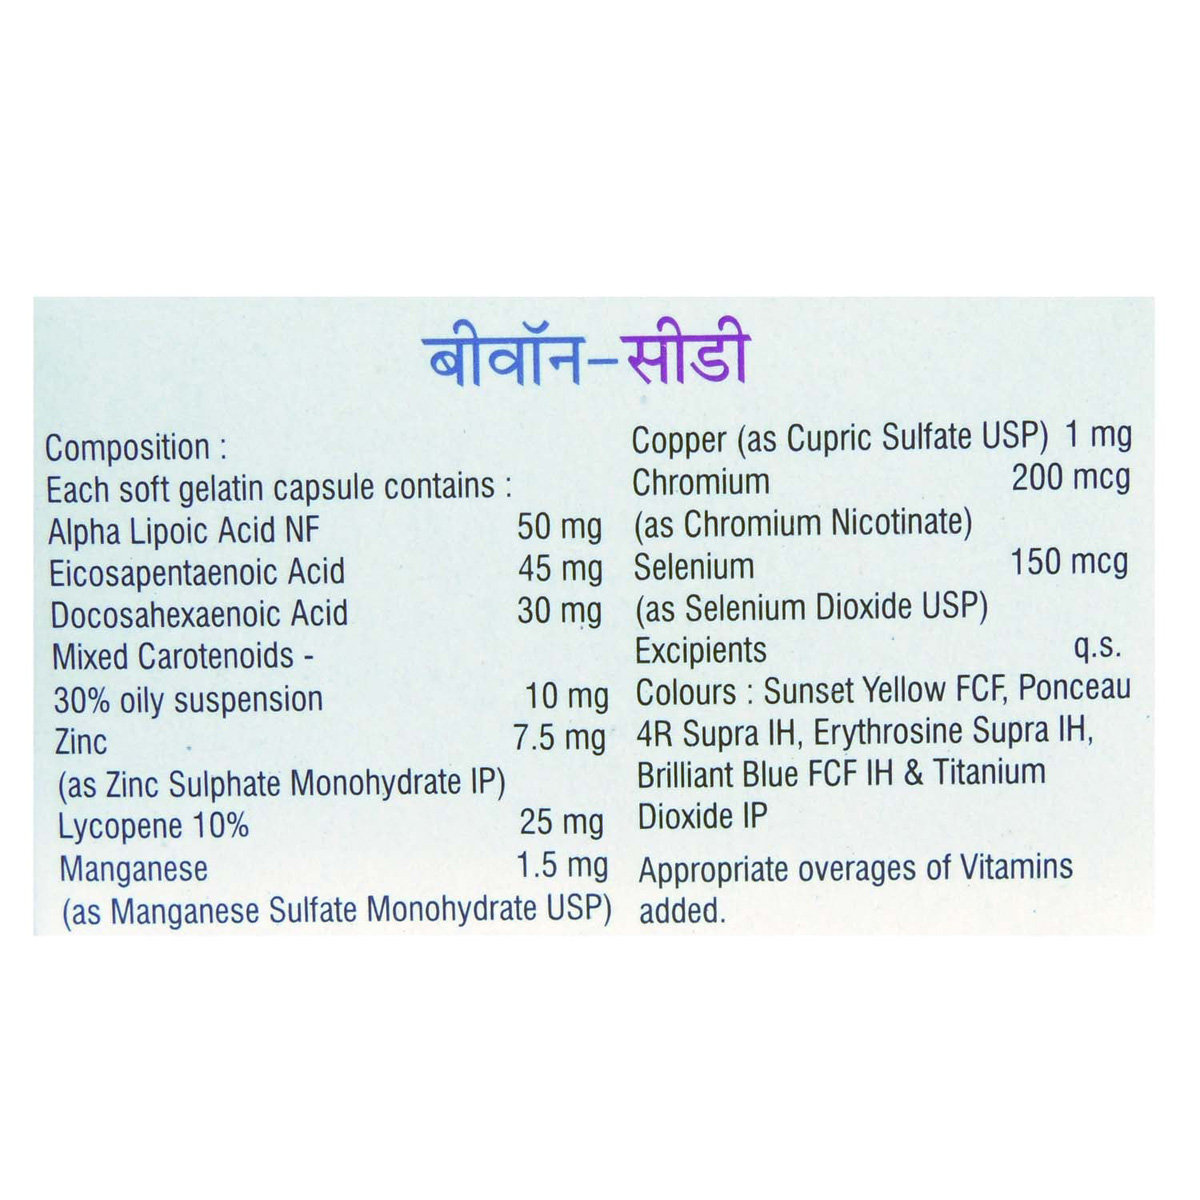 बीवॉन-सीडी
Composition :
Each soft gelatin capsule contains :
Alpha Lipoic Acid NF 50 mg
Eicosapentaenoic Acid 45 mg
Docosahexaenoic Acid 30 mg
Mixed Carotenoids -
30% oily suspension 10 mg
Zinc 7.5 mg
(as Zinc Sulphate Monohydrate IP)
Lycopene 10% 25 mg
Manganese 1.5 mg
(as Manganese Sulfate Monohydrate USP)
Copper (as Cupric Sulfate USP) 1 mg
Chromium 200 mcg
(as Chromium Nicotinate)
Selenium 150 mcg
(as Selenium Dioxide USP)
Excipients q.s.
Colours : Sunset Yellow FCF, Ponceau
4R Supra IH, Erythrosine Supra IH,
Brilliant Blue FCF IH & Titanium
Dioxide IP
Appropriate overages of Vitamins
added.